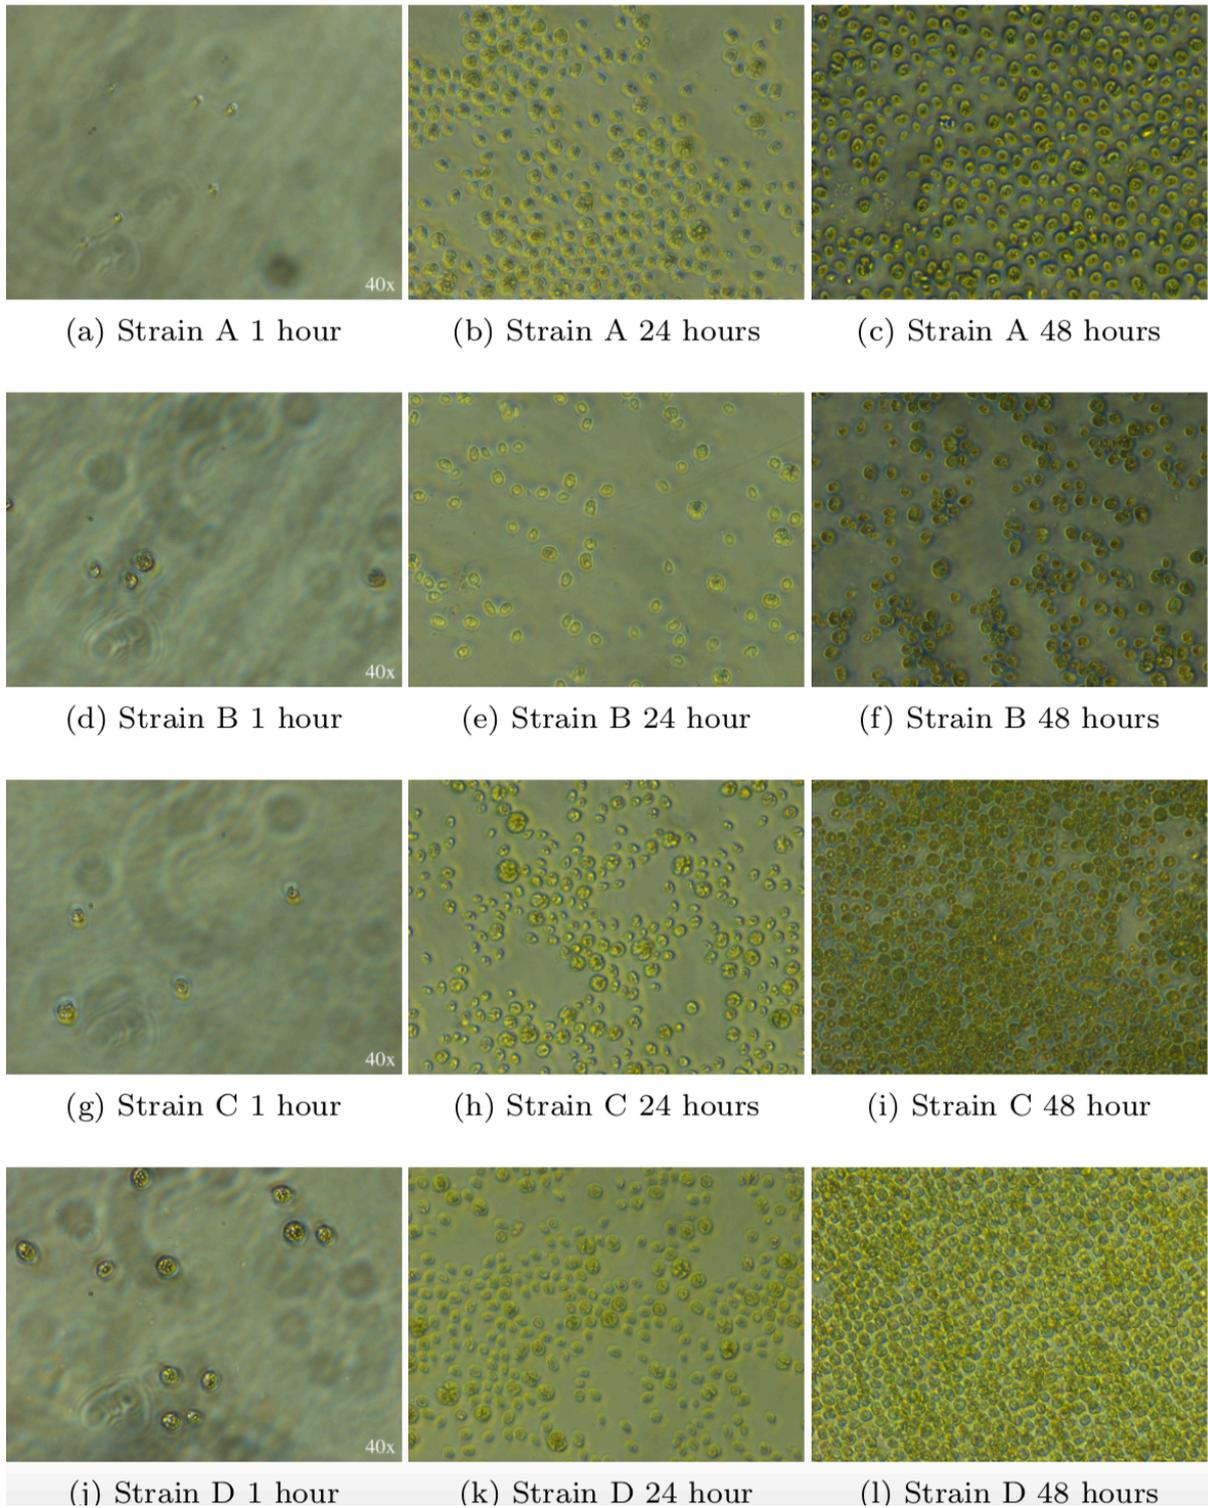 40x
(a) Strain A 1 hour
(b) Strain A 24 hours
(c) Strain A 48 hours
40x
(d) Strain B 1 hour
(e) Strain B 24 hour
(f) Strain B 48 hours
40x
(g) Strain C 1 hour
(h) Strain C 24 hours
(i) Strain C 48 hour
40x
(j) Strain D 1 hour
(k) Strain D 24 hour
(l) Strain D 48 hours